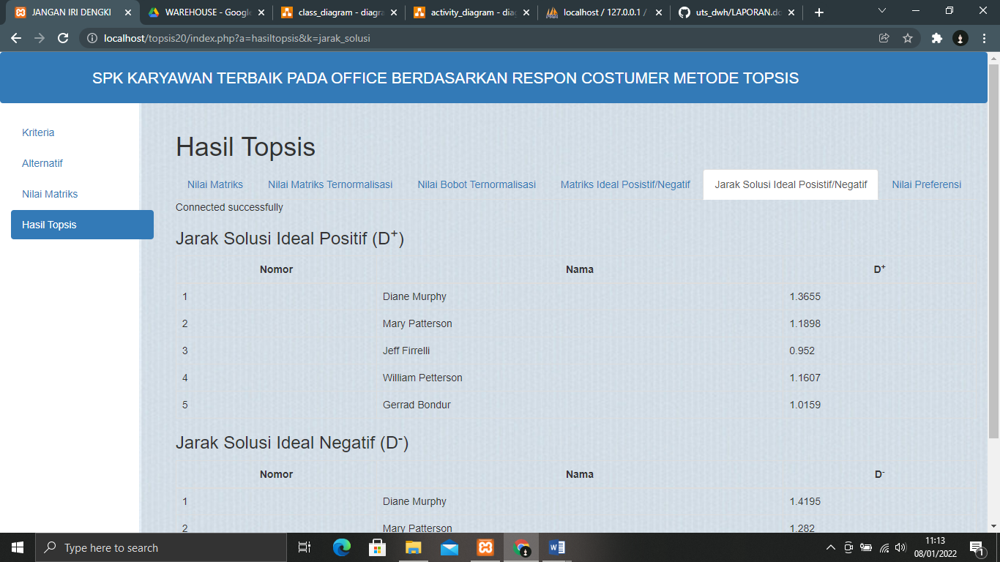 JANGAN IRI DENGKI
WAREHOUSE - Google
class_diagram - diagra
activity_diagram - diag
localhost / 127.0.0.1 /
uts_dwh/LAPORAN.do
localhost/topsis20/index.php?a=hasiltopsis&k=jarak_solusi
SPK KARYAWAN TERBAIK PADA OFFICE BERDASARKAN RESPON COSTUMER METODE TOPSIS
Kriteria
Alternatif
Nilai Matriks
Hasil Topsis
Hasil Topsis
Nilai Matriks Nilai Matriks Ternormalisasi Nilai Bobot Ternormalisasi Matriks Ideal Posistif/Negatif Jarak Solusi Ideal Posistif/Negatif Nilai Preferensi
Connected successfully
Jarak Solusi Ideal Positif (D+)
Nomor Nama D+
1 Diane Murphy 1.3655
2 Mary Patterson 1.1898
3 Jeff Firrelli 0.952
4 William Petterson 1.1607
5 Gerrad Bondur 1.0159
Jarak Solusi Ideal Negatif (D-)
Nomor Nama D-
1 Diane Murphy 1.4195
2 Mary Patterson 1.282
Type here to search
11:13
08/01/2022
1